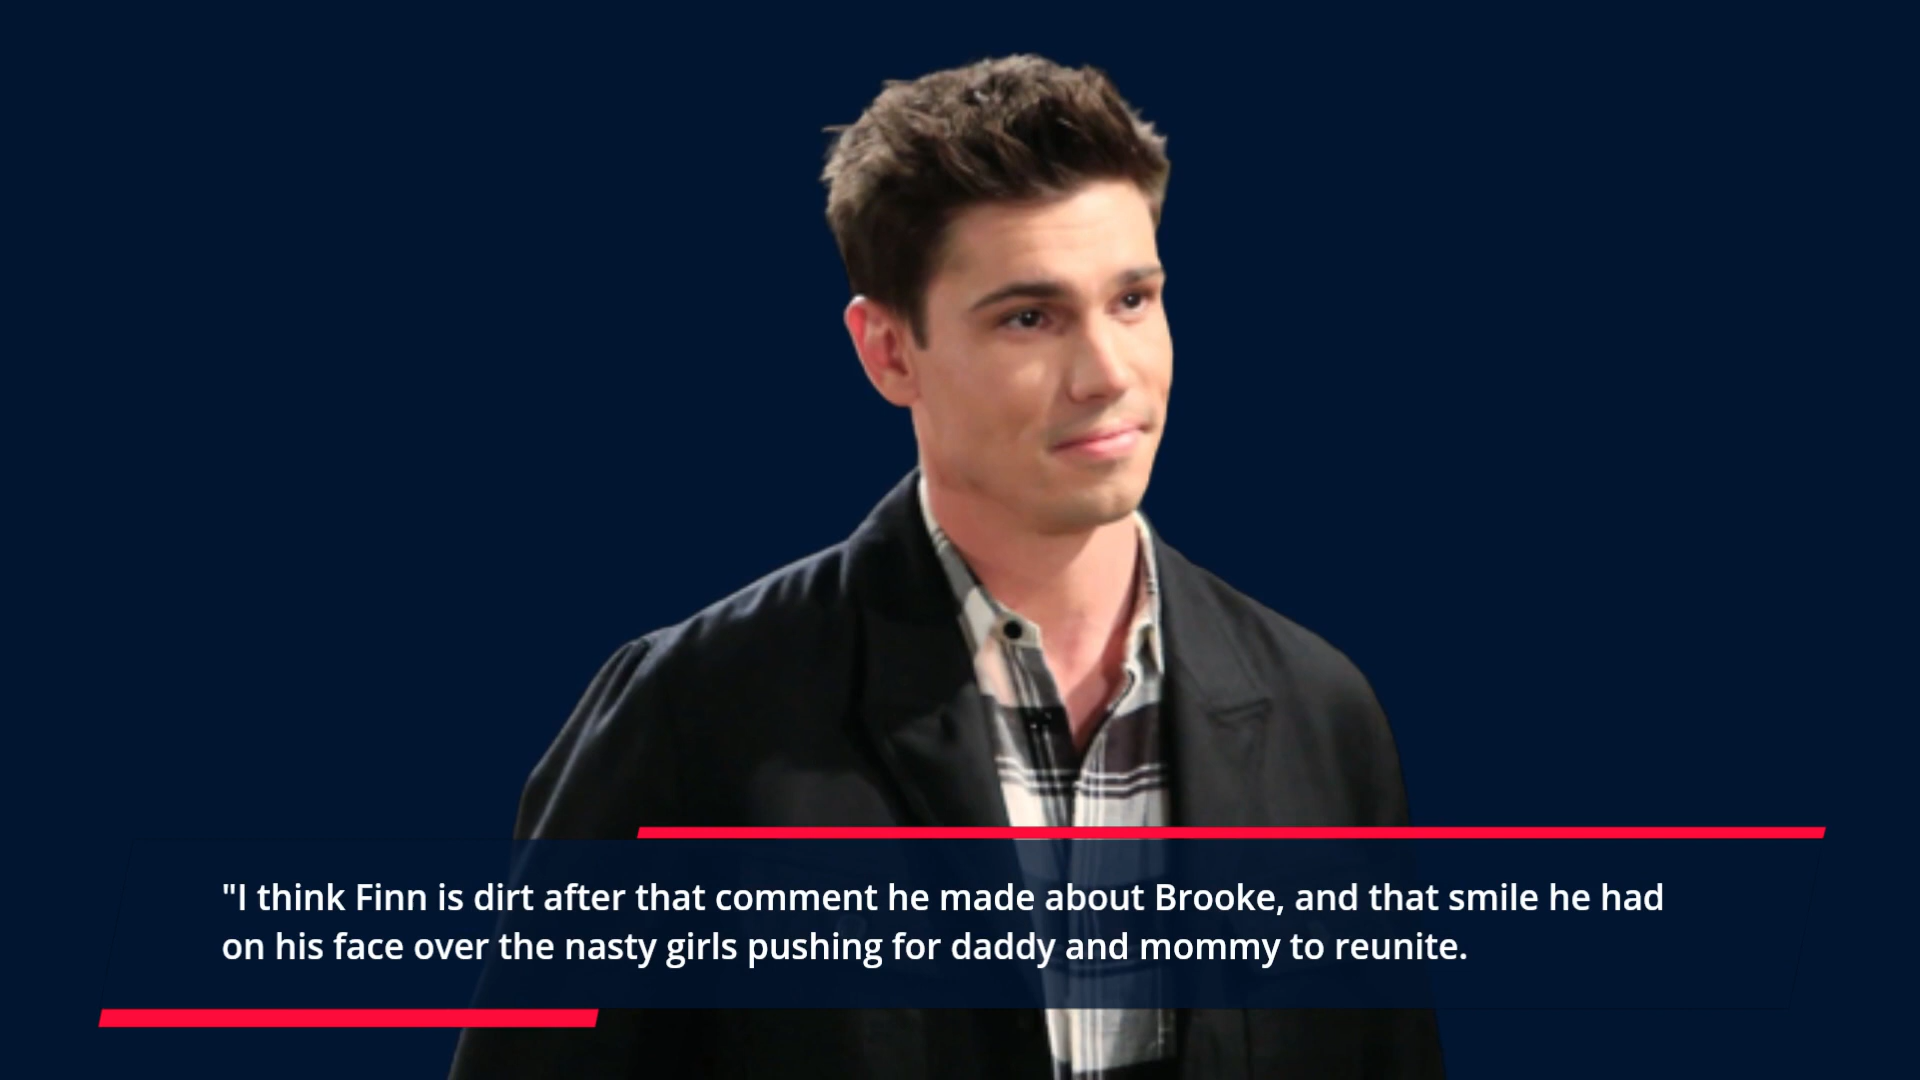 "I think Finn is dirt after that comment he made about Brooke, and that smile he had
on his face over the nasty girls pushing for daddy and mommy to reunite.